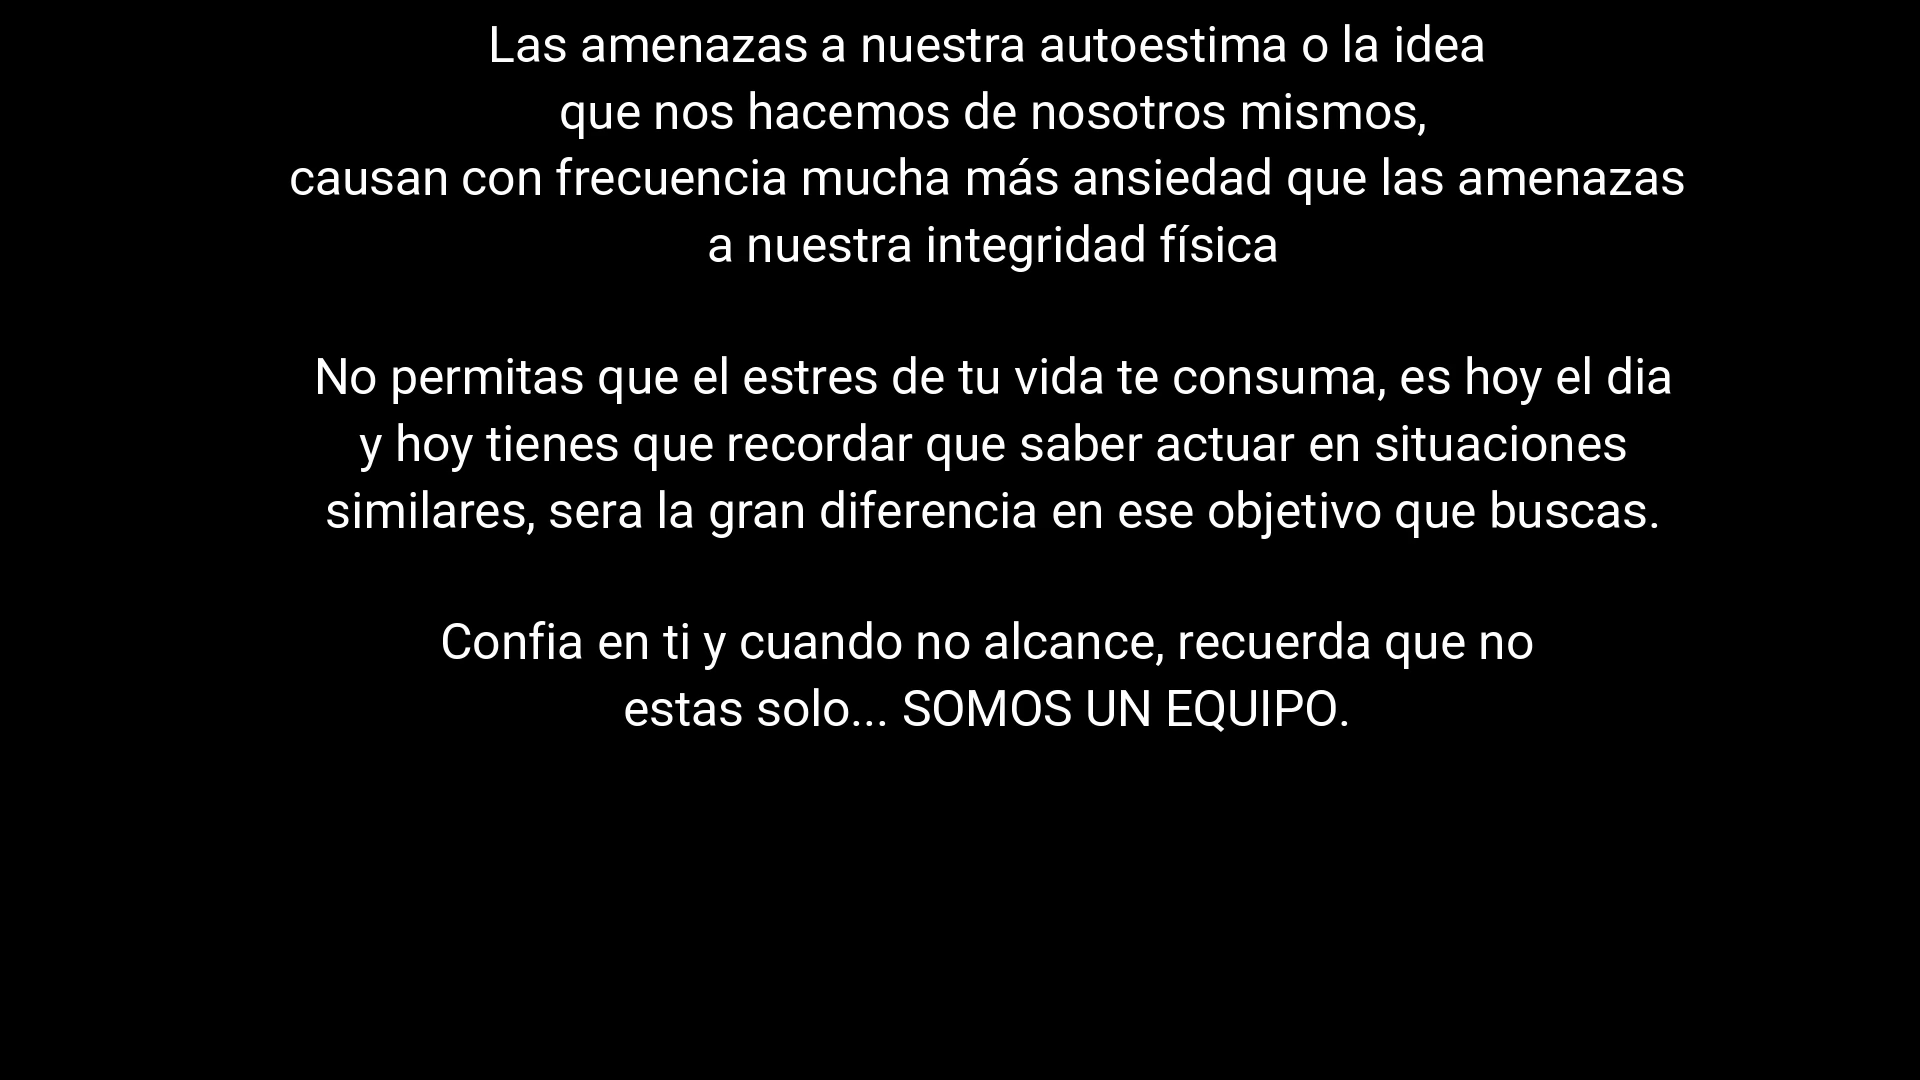 Las amenazas a nuestra autoestima o la idea
que nos hacemos de nosotros mismos,
causan con frecuencia mucha más ansiedad que las amenazas
a nuestra integridad física
No permitas que el estres de tu vida te consuma, es hoy el dia
y hoy tienes que recordar que saber actuar en situaciones
similares, sera la gran diferencia en ese objetivo que buscas.
Confia en ti y cuando no alcance, recuerda que no
estas solo... SOMOS UN EQUIPO.